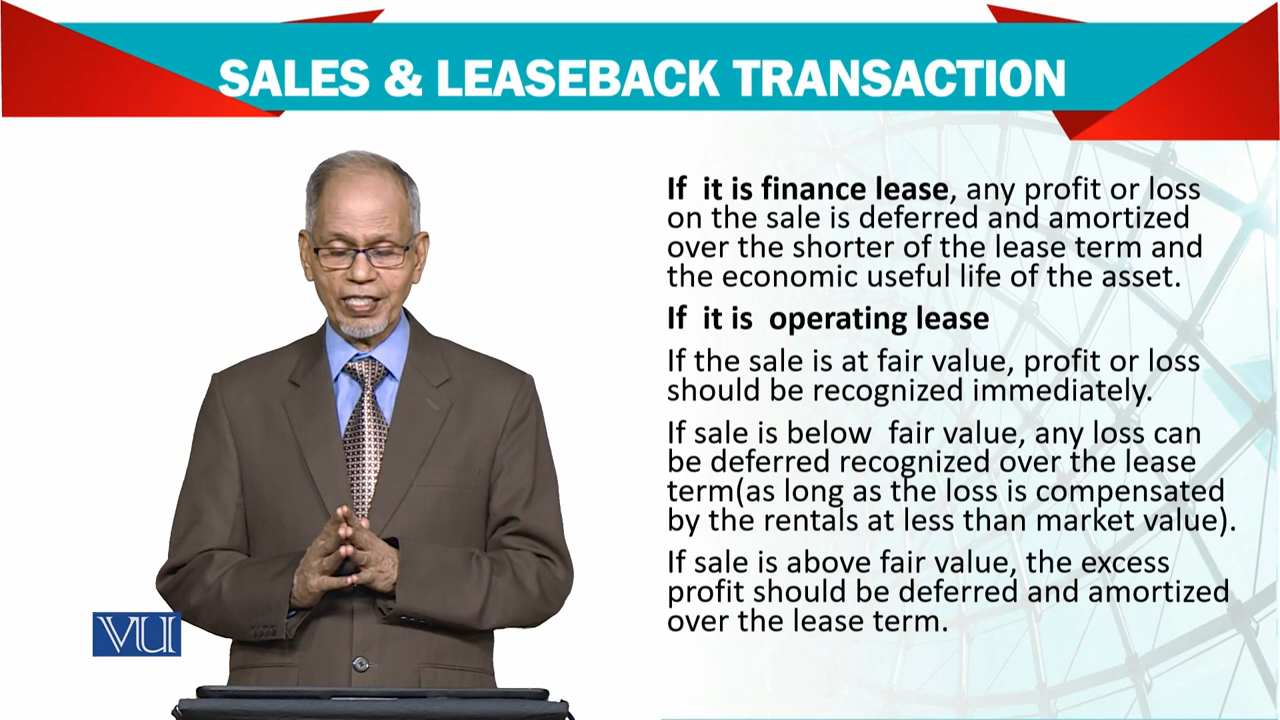 SALES & LEASEBACK TRANSACTION
If it is finance lease, any profit or loss
on the sale is deferred and amortized
over the shorter of the lease term and
the economic useful life of the asset.
If it is operating lease
If the sale is at fair value, profit or loss
should be recognized immediately.
If sale is below fair value, any loss can
be deferred recognized over the lease
term(as long as the loss is compensated
by the rentals at less than market value).
If sale is above fair value, the excess
profit should be deferred and amortized
over the lease term.
VU